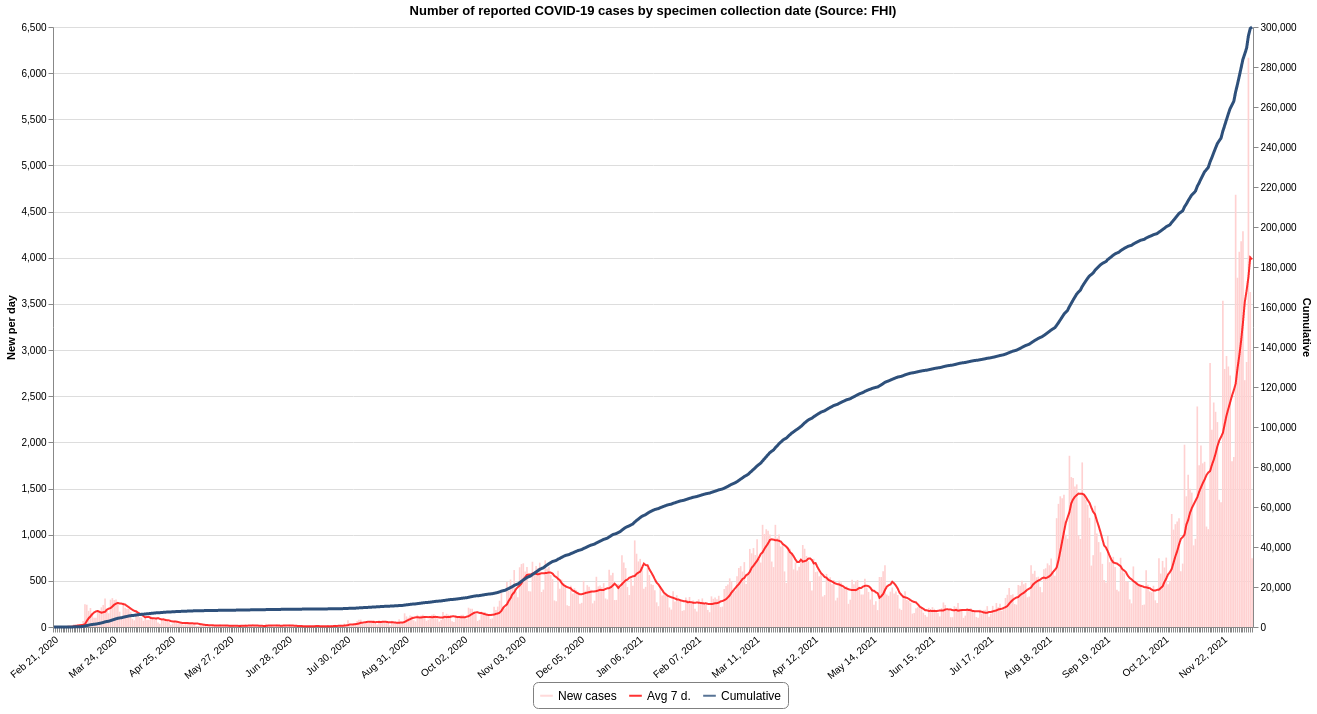 Number of reported COVID-19 cases by specimen collection date (Source: FHI)
6,500
6,000
5,500
5,000
4,500
4,000
3,500
3,000
2,500
2,000
1,500
1,000
500
0
New per day
300,000
280,000
260,000
240,000
220,000
200,000
180,000
160,000
140,000
120,000
100,000
80,000
60,000
40,000
20,000
0
Cumulative
Feb 21, 2020
Mar 24, 2020
Apr 25, 2020
May 27, 2020
Jun 28, 2020
Jul 30, 2020
Aug 31, 2020
Oct 02, 2020
Nov 03, 2020
Dec 05, 2020
Jan 06, 2021
Feb 07, 2021
Mar 11, 2021
Apr 12, 2021
May 14, 2021
Jun 15, 2021
Jul 17, 2021
Aug 18, 2021
Sep 19, 2021
Oct 21, 2021
Nov 22, 2021
New cases Avg 7 d. Cumulative